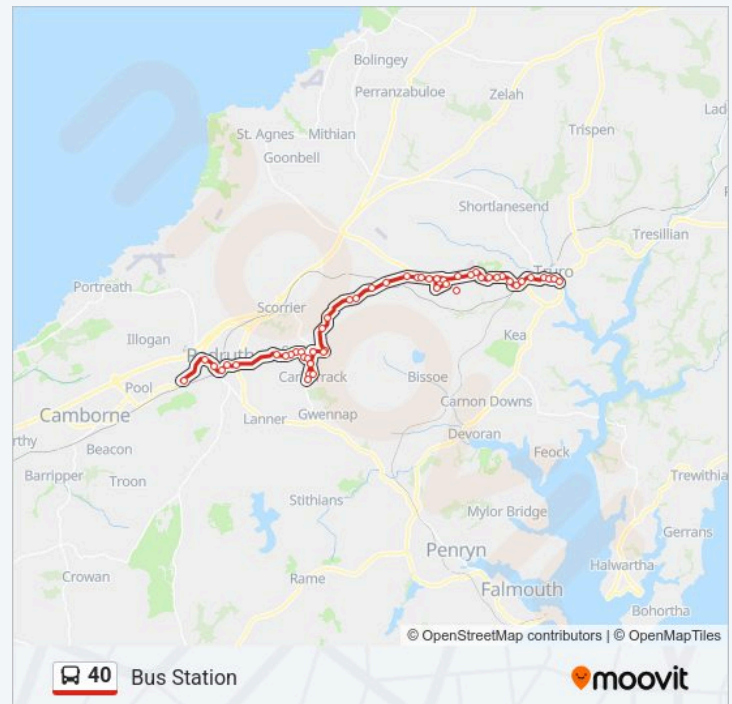 Bolingey
Perranzabuloe
Zelah
Trispen
St. Agnes
Mithian
Goonbell
Shortlanesend
Tresillian
Truro
Portreath
Scorrier
Illogan
Redruth
Kea
Pool
Carharrack
Bissoe
Camborne
Gwennap
Carnon Downs
Lanner
Devoran
Beacon
Feock
Barripper
Troon
Trewithia
Stithians
Mylor Bridge
Gerrans
Penryn
Halwartha
Crowan
Rame
Falmouth
Bohortha
© OpenStreetMap contributors | © OpenMapTiles
40 Bus Station
moovit